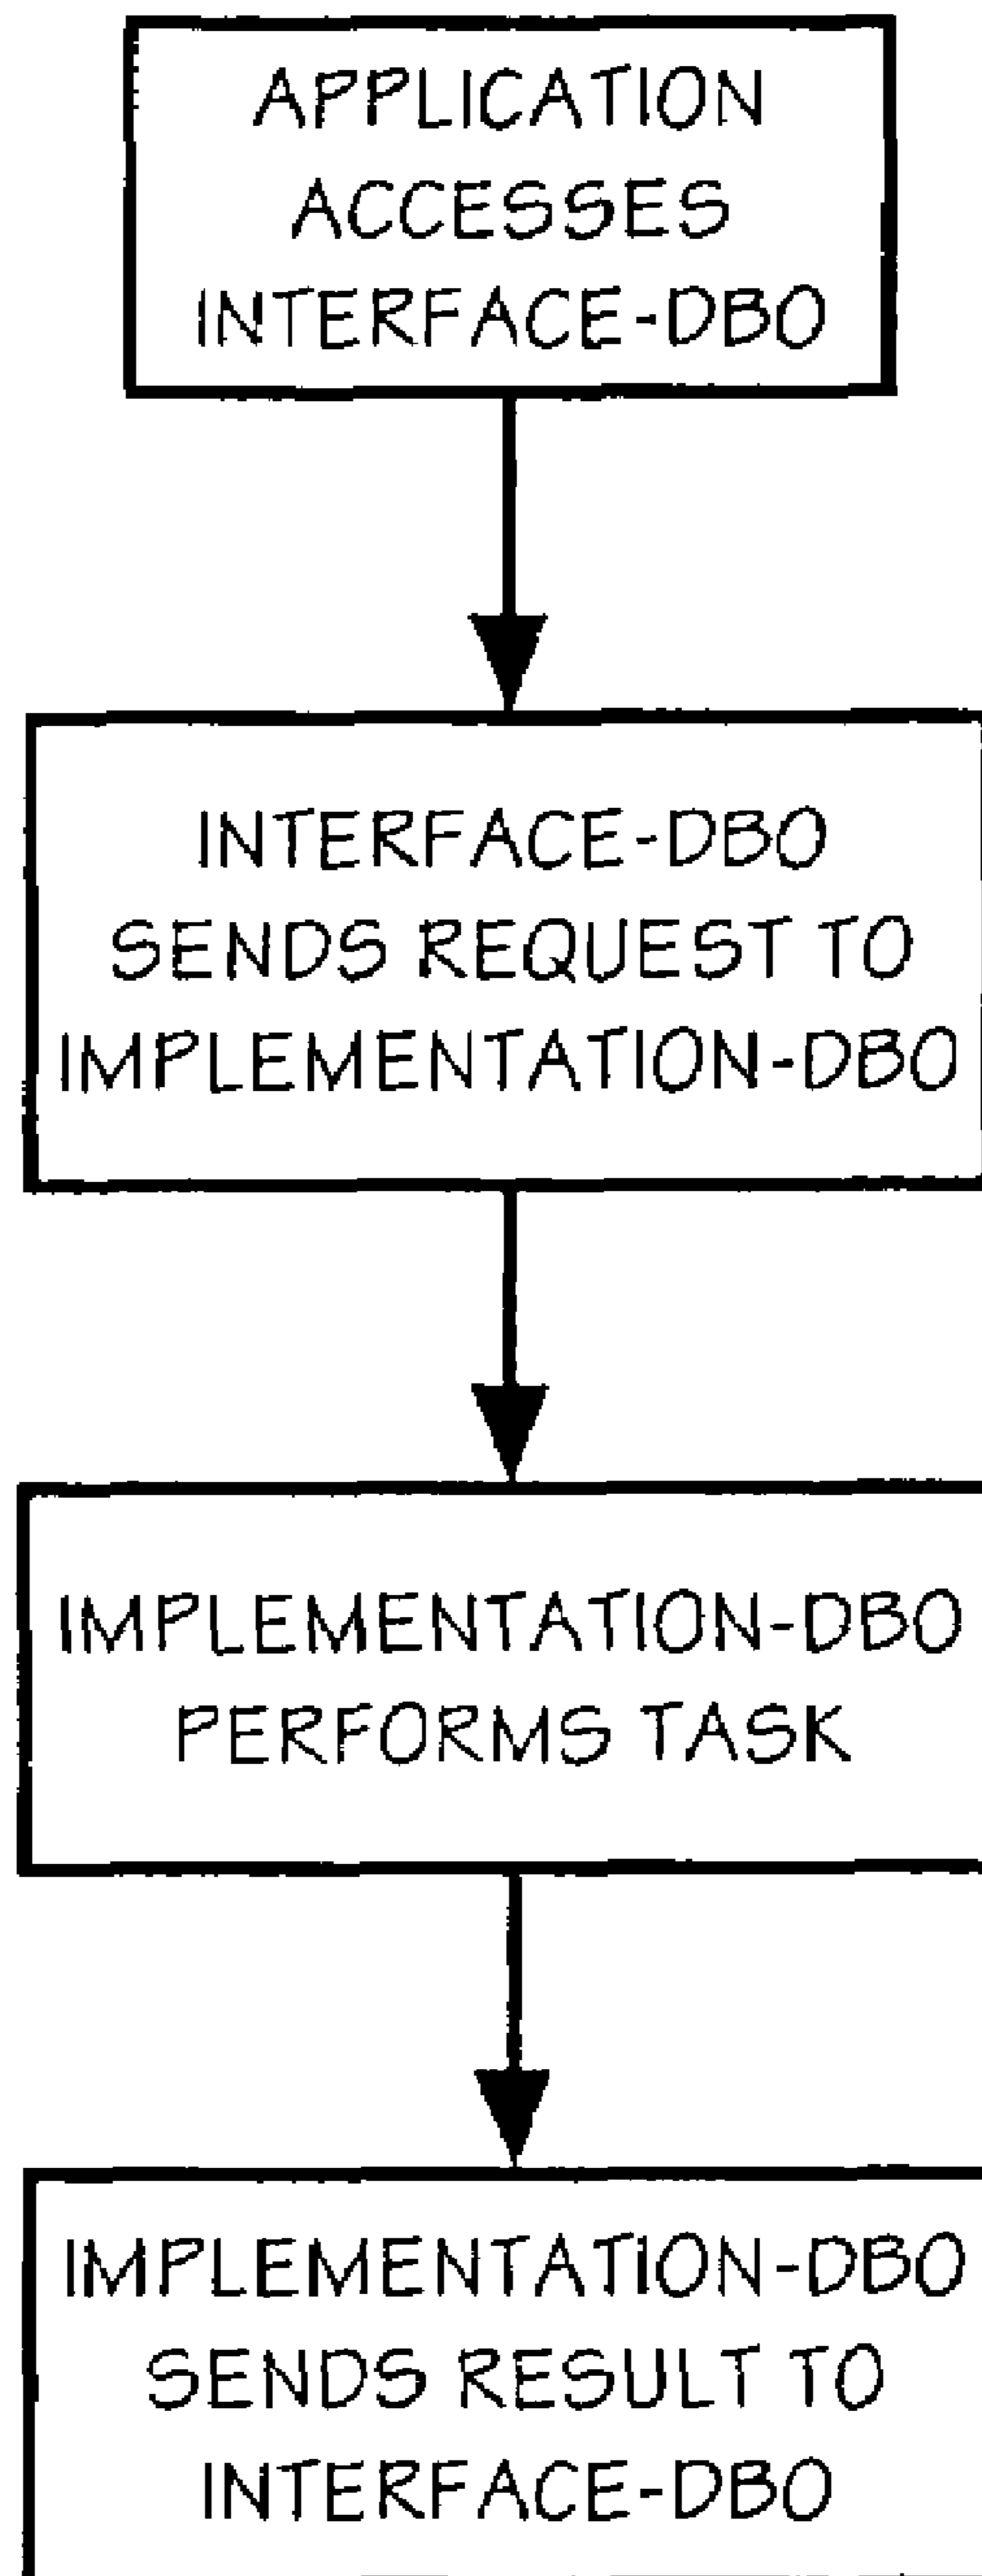 APPLICATION
ACCESSES
INTERFACE-DBO
INTERFACE-DBO
SENDS REQUEST TO
IMPLEMENTATION-DBO
IMPLEMENTATION-DBO
PERFORMS TASK
IMPLEMENTATION-DBO
SENDS RESULT TO
INTERFACE-DBO